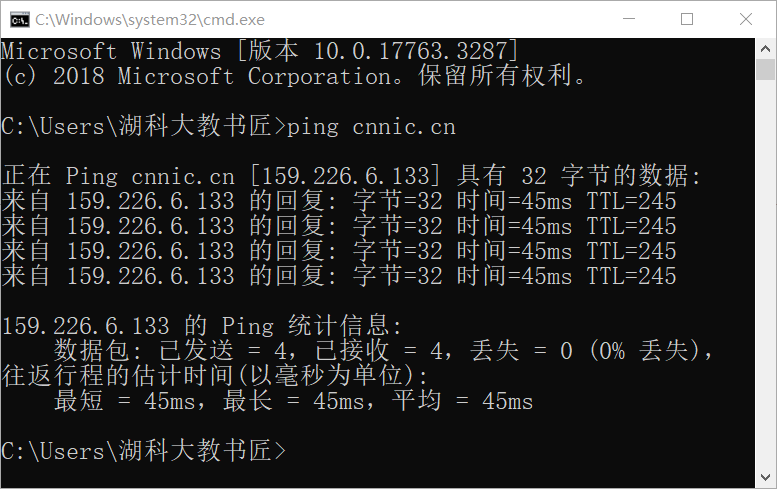 C:\Windows\system32\cmd.exe
Microsoft Windows [版本 10.0.17763.3287]
(c) 2018 Microsoft Corporation。保留所有权利。
C:\Users\湖科大教书匠>ping cnnic.cn
正在 Ping cnnic.cn [159.226.6.133] 具有 32 字节的数据:
来自 159.226.6.133 的回复: 字节=32 时间=45ms TTL=245
来自 159.226.6.133 的回复: 字节=32 时间=45ms TTL=245
来自 159.226.6.133 的回复: 字节=32 时间=45ms TTL=245
来自 159.226.6.133 的回复: 字节=32 时间=45ms TTL=245
159.226.6.133 的 Ping 统计信息:
数据包: 已发送 = 4，已接收 = 4，丢失 = 0 (0% 丢失)，
往返行程的估计时间(以毫秒为单位):
最短 = 45ms，最长 = 45ms，平均 = 45ms
C:\Users\湖科大教书匠>